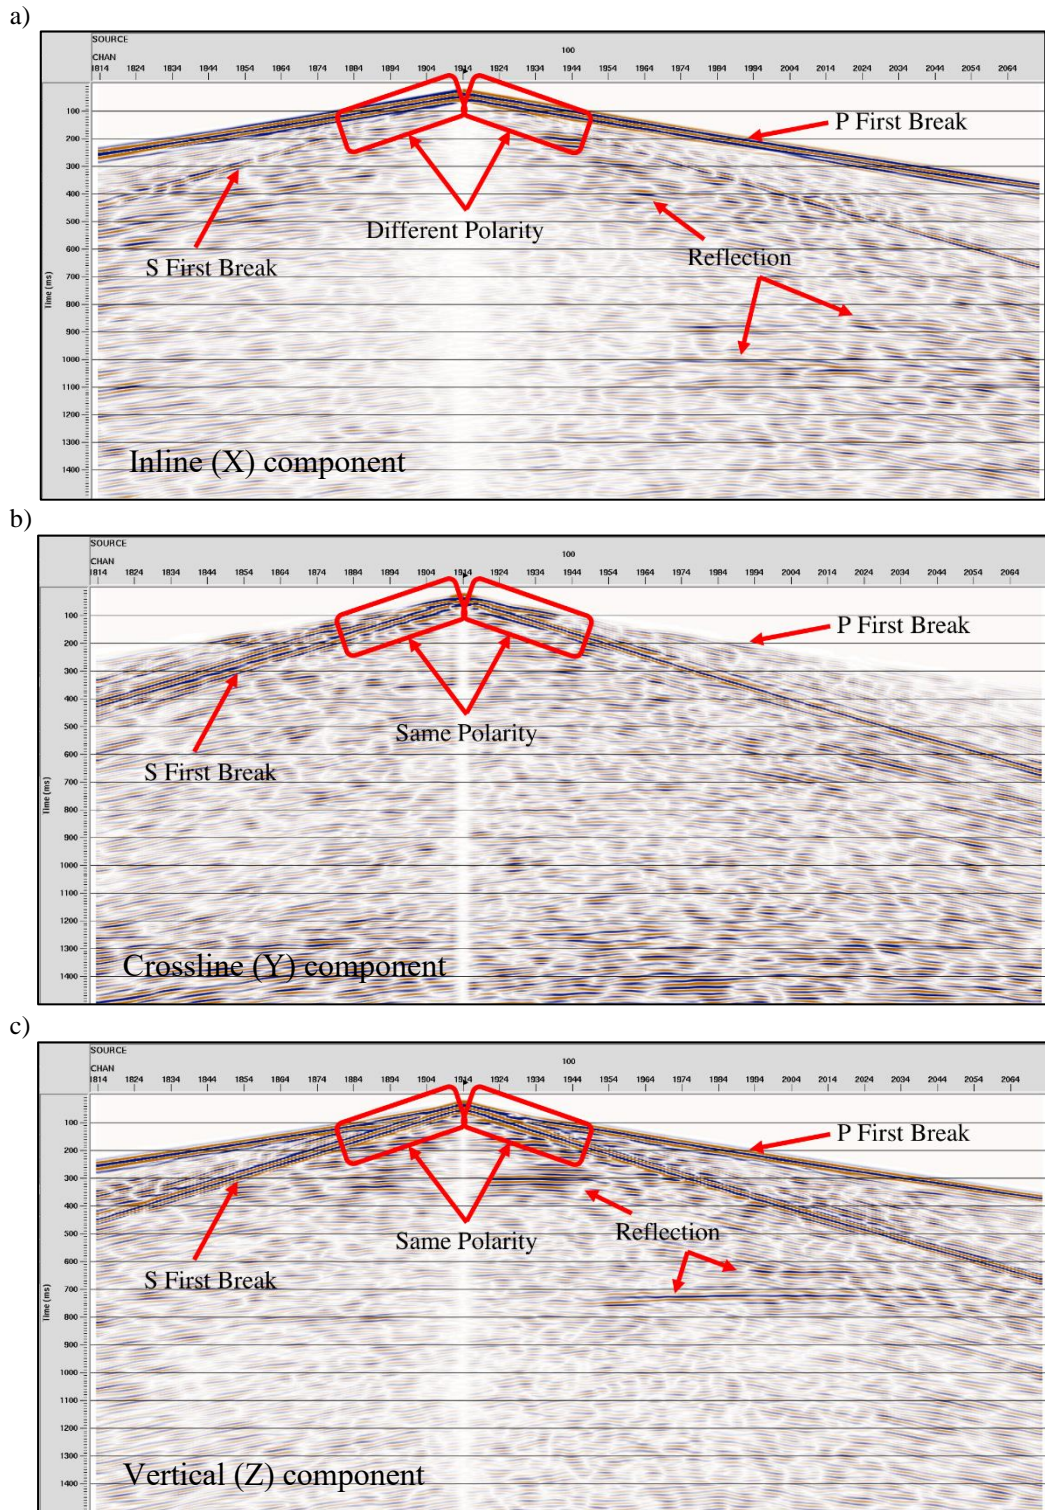 a)
SOURCE
100
CHAN
1814 1824 1834 1844 1854 1864 1874 1884 1894 1904 1914 1924 1934 1944 1954 1964 1974 1984 1994 2004 2014 2024 2034 2044 2054 2064
100
P First Break
200
300
400
500
Different Polarity
600
S First Break
Reflection
700
Time (ms)
800
900
1000
1100
1200
1300
1400
Inline (X) component
b)
SOURCE
100
CHAN
1814 1824 1834 1844 1854 1864 1874 1884 1894 1904 1914 1924 1934 1944 1954 1964 1974 1984 1994 2004 2014 2024 2034 2044 2054 2064
100
P First Break
200
300
400
500
Same Polarity
600
S First Break
700
Time (ms)
800
900
1000
1100
1200
1300
Crossline (Y) component
1400
c)
SOURCE
100
CHAN
1814 1824 1834 1844 1854 1864 1874 1884 1894 1904 1914 1924 1934 1944 1954 1964 1974 1984 1994 2004 2014 2024 2034 2044 2054 2064
100
P First Break
200
300
400
500
Reflection
Same Polarity
600
S First Break
700
Time (ms)
800
900
1000
1100
1200
1300
1400
Vertical (Z) component